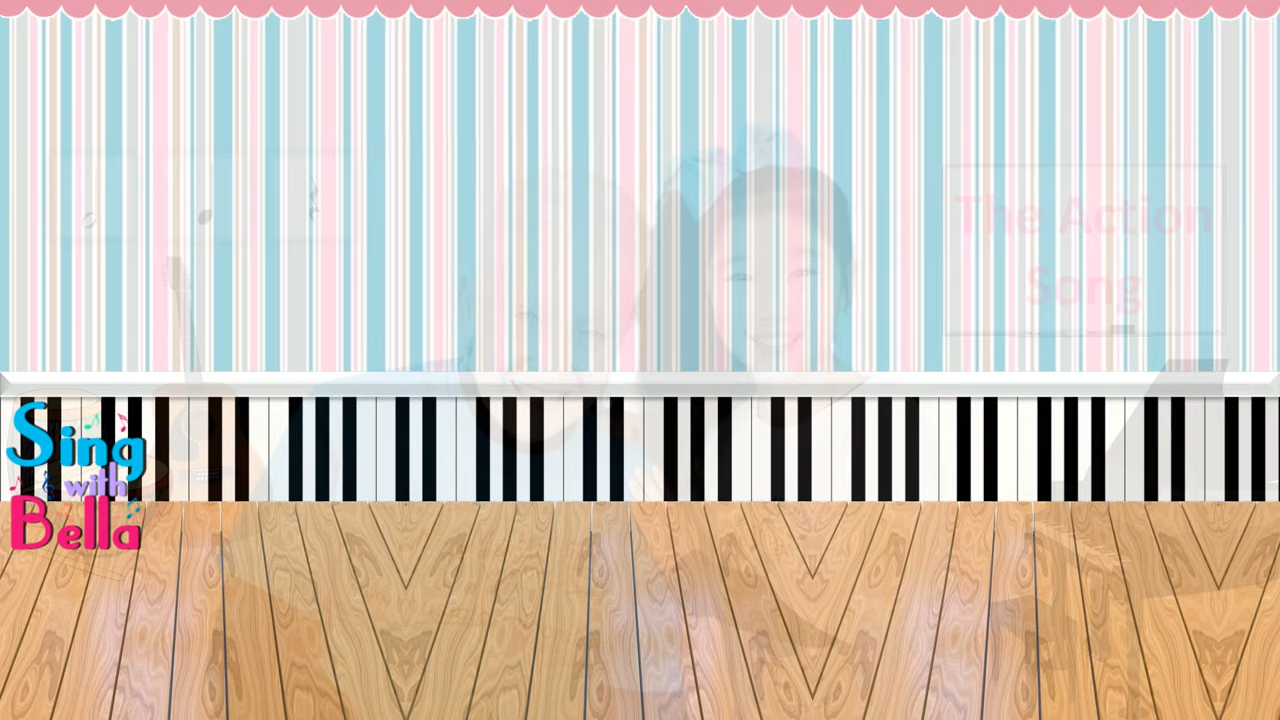 The Action
Song
Sing
with
Bella